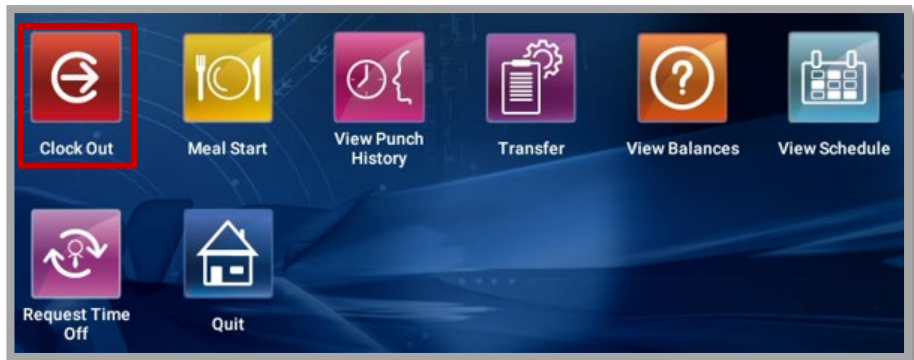 Clock Out
Meal Start
View Punch
History
Transfer
View Balances
View Schedule
Request Time
Off
Quit